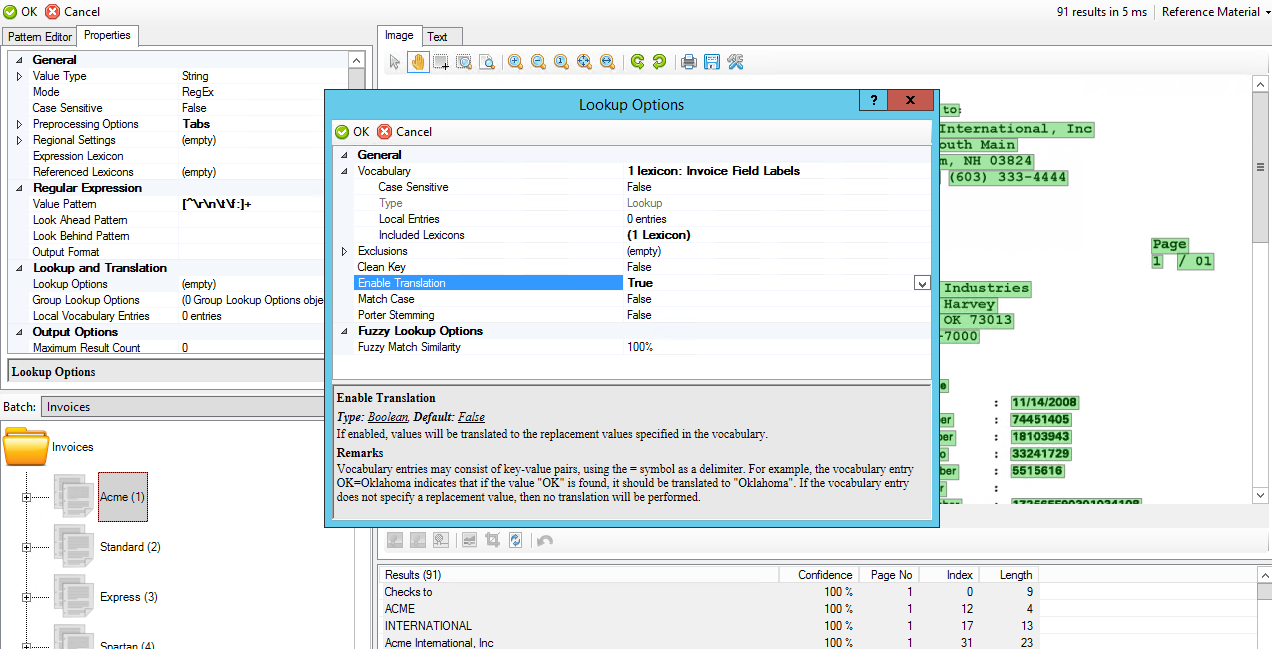 OK Cancel 91 results in 5 ms Reference Material
Pattern Editor Properties
General
Value Type String
Mode RegEx
Case Sensitive False
Preprocessing Options Tabs
Regional Settings (empty)
Expression Lexicon
Referenced Lexicons (empty)
Regular Expression
Value Pattern [^\r\n\t\f:]+
Look Ahead Pattern
Look Behind Pattern
Output Format
Lookup and Translation
Lookup Options (empty)
Group Lookup Options (0 Group Lookup Options obje
Local Vocabulary Entries 0 entries
Output Options
Maximum Result Count 0
Lookup Options
Batch: Invoices
Invoices
Acme (1)
Standard (2)
Express (3)
Spartan (4)
Image Text
Lookup Options ? X
OK Cancel
General
Vocabulary 1 lexicon: Invoice Field Labels
Case Sensitive False
Type Lookup
Local Entries 0 entries
Included Lexicons (1 Lexicon)
Exclusions (empty)
Clean Key False
Enable Translation True
Match Case False
Porter Stemming False
Fuzzy Lookup Options
Fuzzy Match Similarity 100%
Enable Translation
Type: Boolean, Default: False
If enabled, values will be translated to the replacement values specified in the vocabulary.
Remarks
Vocabulary entries may consist of key-value pairs, using the = symbol as a delimiter. For example, the vocabulary entry
OK=Oklahoma indicates that if the value "OK" is found, it should be translated to "Oklahoma". If the vocabulary entry
does not specify a replacement value, then no translation will be performed.
to:
International, Inc
outh Main
m, NH 03824
(603) 333-4444
Page
1 / 01
Industries
Harvey
OK 73013
-7000
e : 11/14/2008
er : 74451405
ber : 18103943
o : 33241729
ber : 5515616
r :
Results (91) Confidence Page No Index Length
Checks to 100 % 1 0 9
ACME 100 % 1 12 4
INTERNATIONAL 100 % 1 17 13
Acme International, Inc 100 % 1 31 23